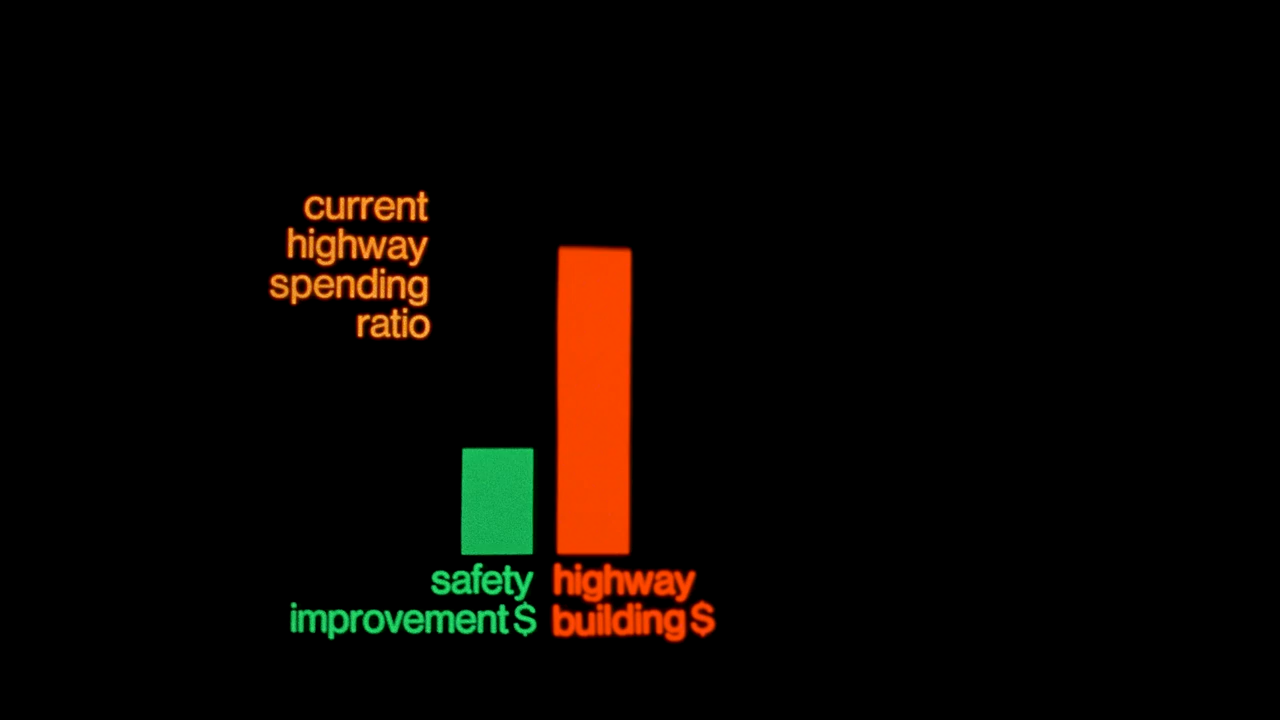 current
highway
spending
ratio
safety
improvement$
highway
building$